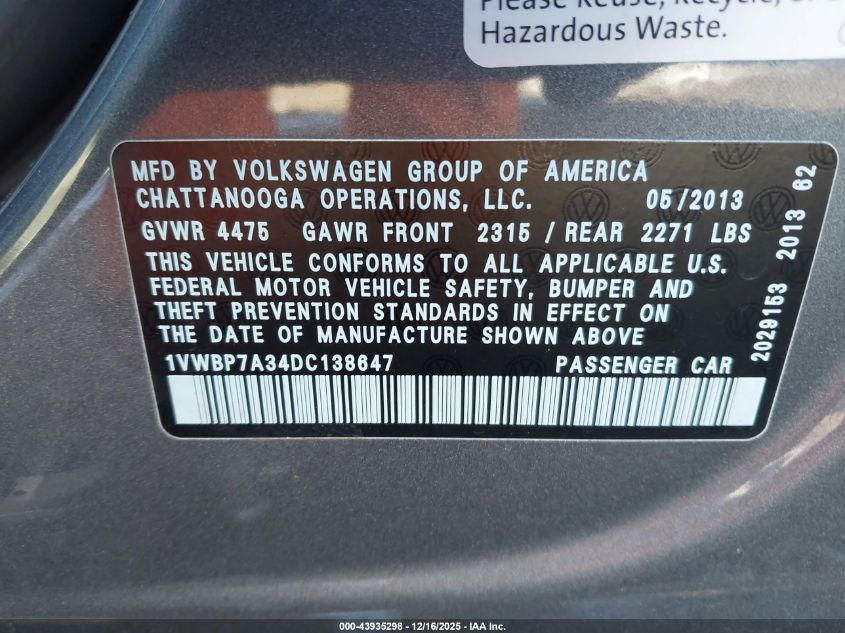 Please Reuse, Recycle,
Hazardous Waste.
MFD BY VOLKSWAGEN GROUP OF AMERICA
CHATTANOOGA OPERATIONS, LLC. 05/2013
GVWR 4475 GAWR FRONT 2315 / REAR 2271 LBS
THIS VEHICLE CONFORMS TO ALL APPLICABLE U.S.
FEDERAL MOTOR VEHICLE SAFETY, BUMPER AND
THEFT PREVENTION STANDARDS IN EFFECT ON
THE DATE OF MANUFACTURE SHOWN ABOVE
1VWBP7A34DC138647 PASSENGER CAR
2029153 2013 62
000-43935298 - 12/16/2025 - IAA Inc.